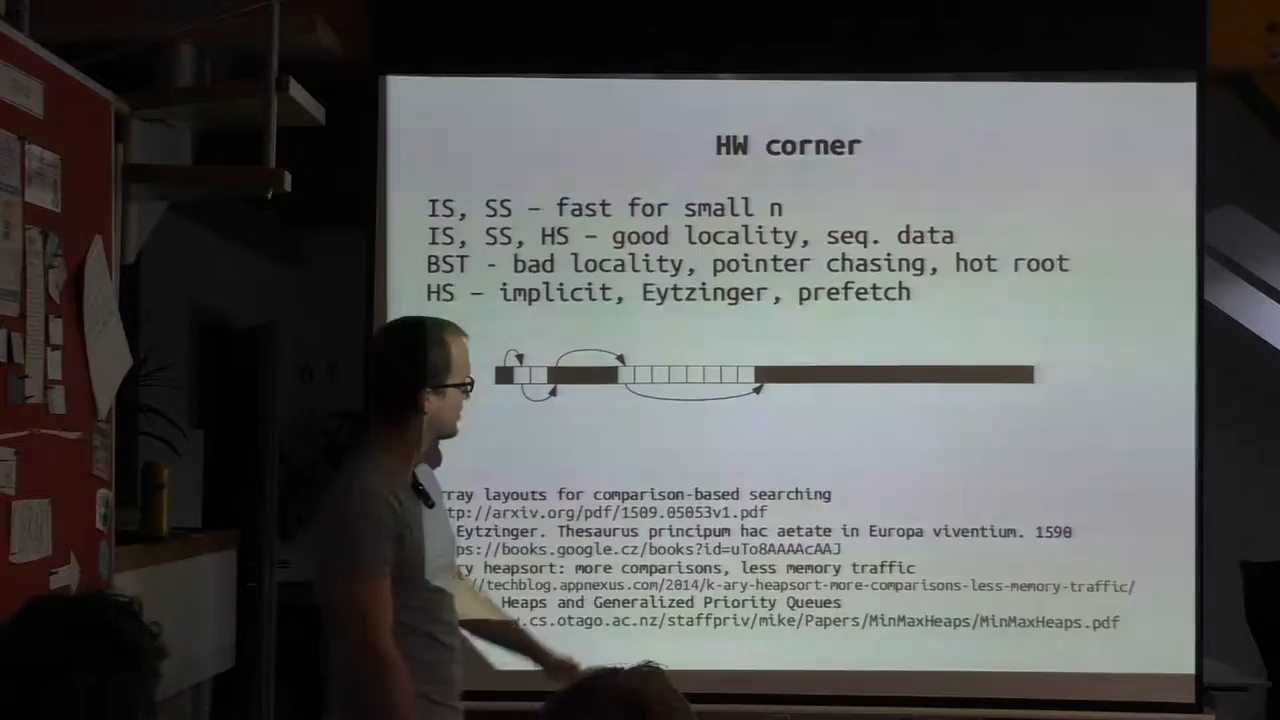 HW corner
IS, SS – fast for small n
IS, SS, HS – good locality, seq. data
BST - bad locality, pointer chasing, hot root
HS – implicit, Eytzinger, prefetch
ray layouts for comparison-based searching
tp://arxiv.org/pdf/1509.05053v1.pdf
Eytzinger. Thesaurus principum hac aetate in Europa viventium. 1590
ps://books.google.cz/books?id=uTo8AAAAcAAJ
ry heapsort: more comparisons, less memory traffic
//techblog.appnexus.com/2014/k-ary-heapsort-more-comparisons-less-memory-traffic/
Heaps and Generalized Priority Queues
.cs.otago.ac.nz/staffpriv/mike/Papers/MinMaxHeaps/MinMaxHeaps.pdf